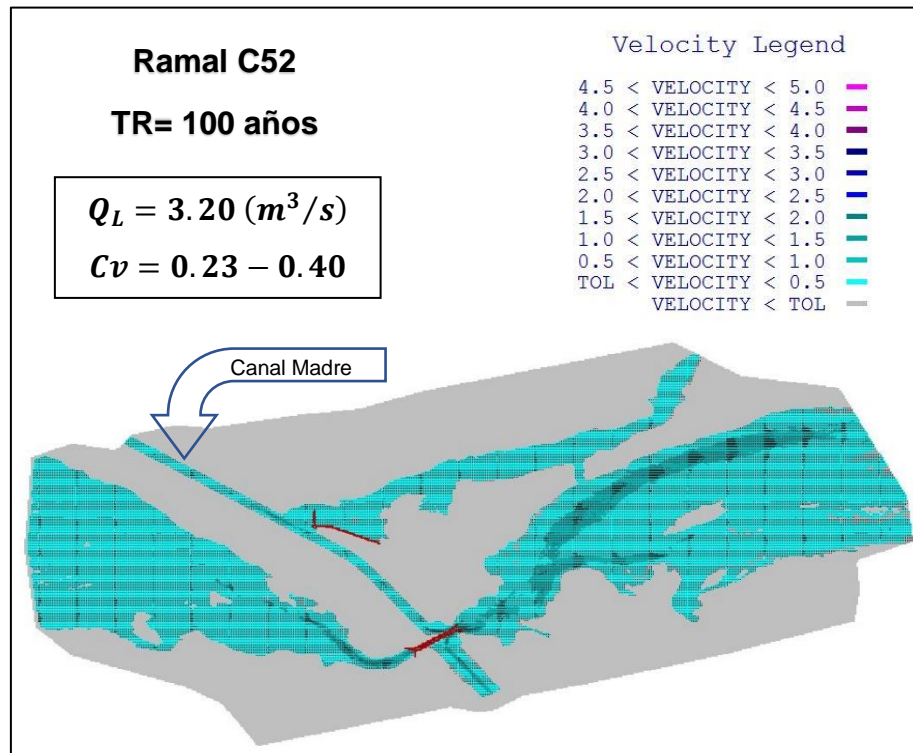 Ramal C52
TR= 100 años
Q_L = 3.20 (m³/s)
Cv = 0.23 − 0.40
Velocity Legend
4.5 < VELOCITY < 5.0
4.0 < VELOCITY < 4.5
3.5 < VELOCITY < 4.0
3.0 < VELOCITY < 3.5
2.5 < VELOCITY < 3.0
2.0 < VELOCITY < 2.5
1.5 < VELOCITY < 2.0
1.0 < VELOCITY < 1.5
0.5 < VELOCITY < 1.0
TOL < VELOCITY < 0.5
VELOCITY < TOL
Canal Madre